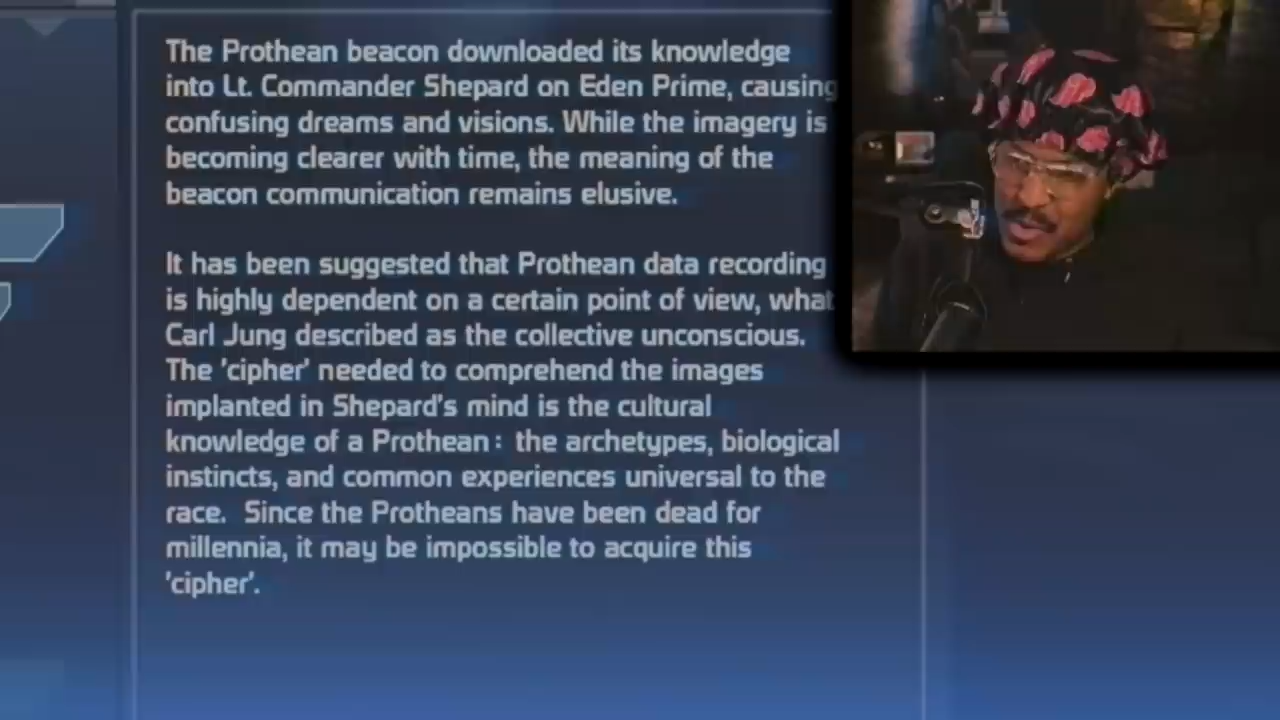 The Prothean beacon downloaded its knowledge
into Lt. Commander Shepard on Eden Prime, causing
confusing dreams and visions. While the imagery is
becoming clearer with time, the meaning of the
beacon communication remains elusive.
It has been suggested that Prothean data recording
is highly dependent on a certain point of view, what
Carl Jung described as the collective unconscious.
The 'cipher' needed to comprehend the images
implanted in Shepard's mind is the cultural
knowledge of a Prothean: the archetypes, biological
instincts, and common experiences universal to the
race. Since the Protheans have been dead for
millennia, it may be impossible to acquire this
'cipher'.